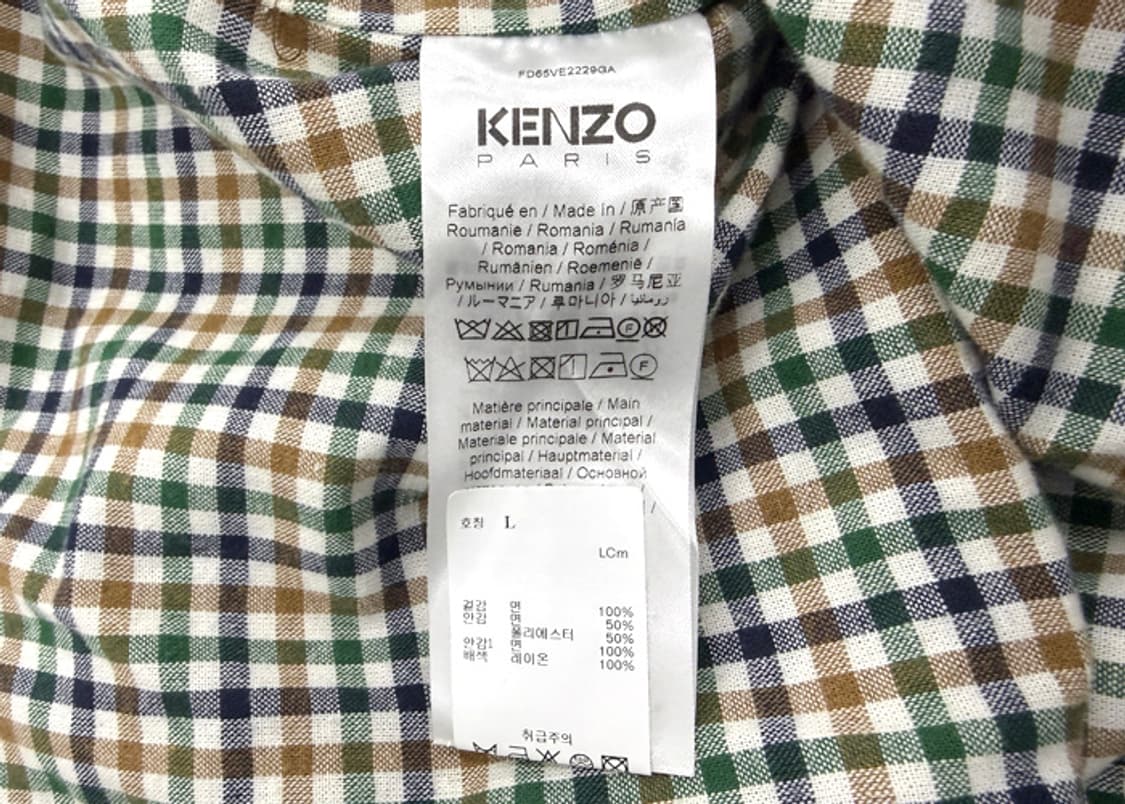 FD65VE2229GA
KENZO
PARIS
Fabriqué en / Made In / 原产国
Roumanie / Romania / Rumanía
/ Romania / Roménia /
Rumänien / Roemenië /
Румынии / Rumania / 罗马尼亚
/ ルーマニア / 루마니아 / رومانيا
Matière principale / Main
material / Material principal /
Materiale principale / Material
principal / Hauptmaterial /
Hoofdmateriaal / Основной
/
호칭 L
LCm
겉감 면 100%
안감 면 50%
폴리에스터 50%
안감1 면 100%
배색 레이온 100%
취급주의